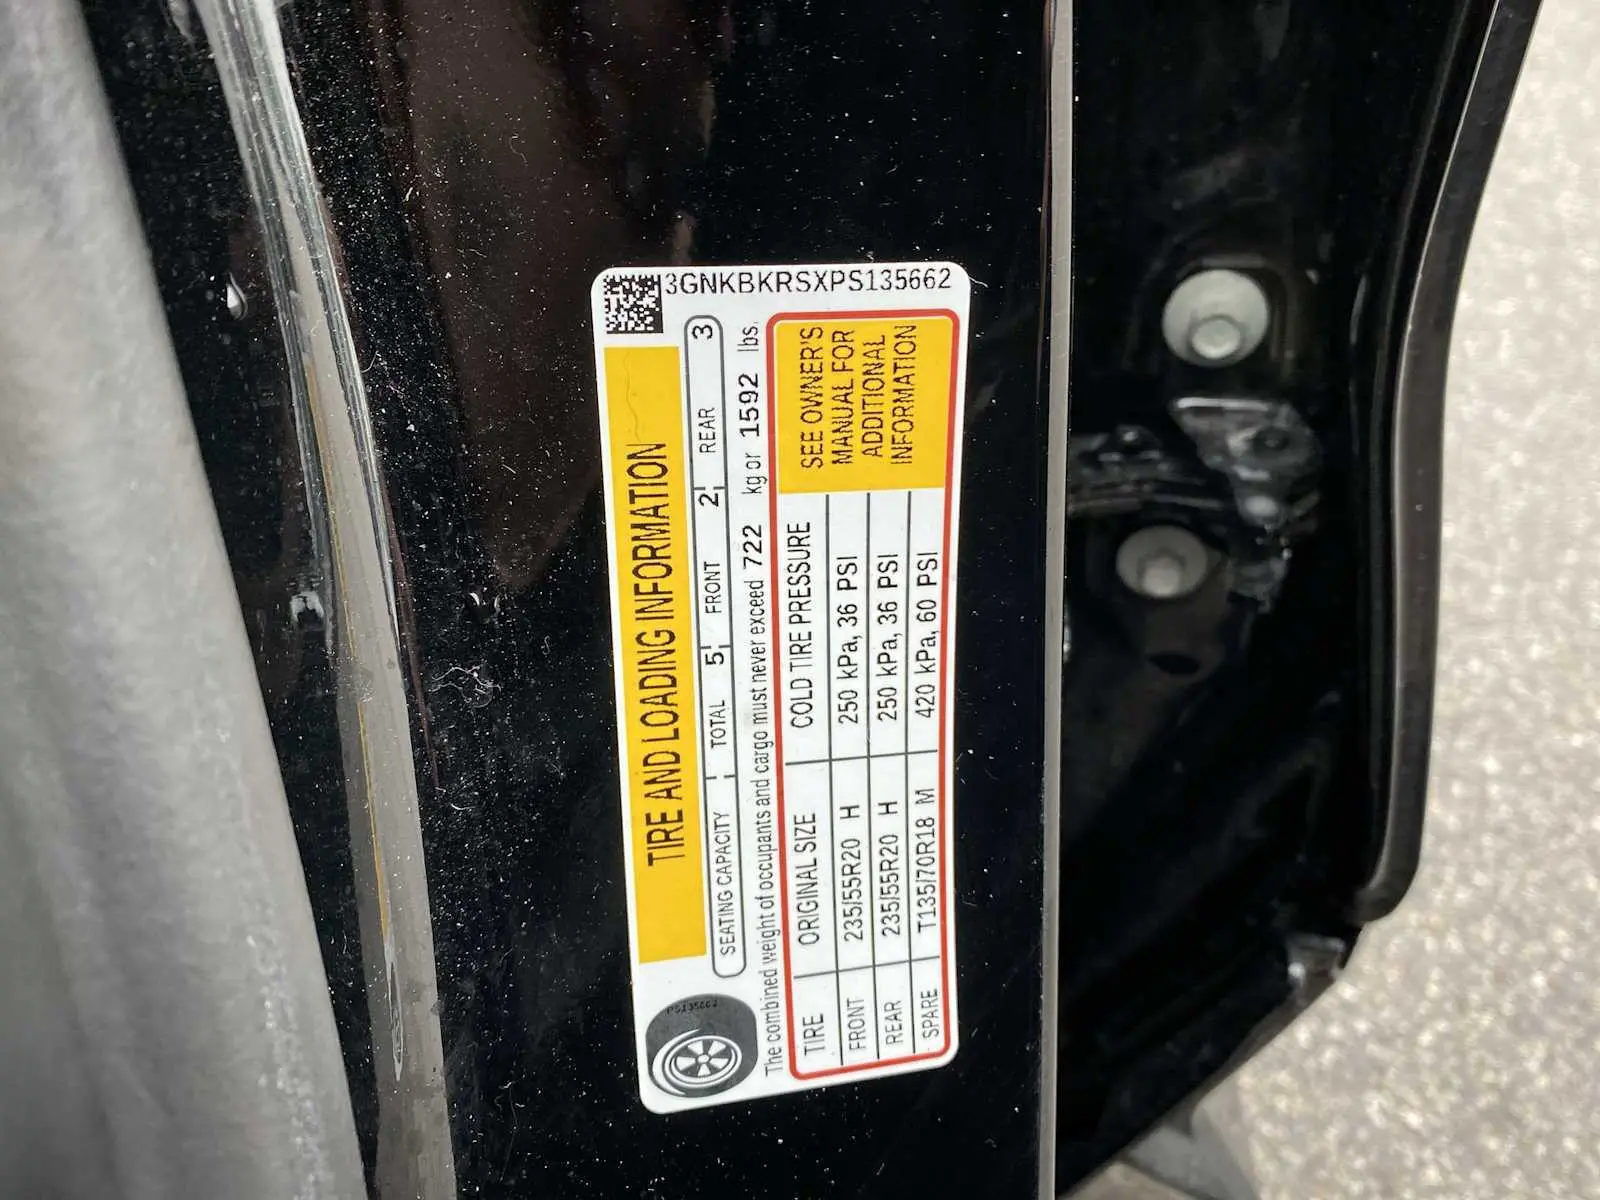 3GNKBKRSXPS135662
TIRE AND LOADING INFORMATION
SEATING CAPACITY TOTAL 5 FRONT 2 REAR 3
The combined weight of occupants and cargo must never exceed 722 kg or 1592 lbs.
TIRE ORIGINAL SIZE COLD TIRE PRESSURE
FRONT 235/55R20 H 250 kPa, 36 PSI
REAR 235/55R20 H 250 kPa, 36 PSI
SPARE T135/70R18 M 420 kPa, 60 PSI
SEE OWNER'S
MANUAL FOR
ADDITIONAL
INFORMATION
PS135662